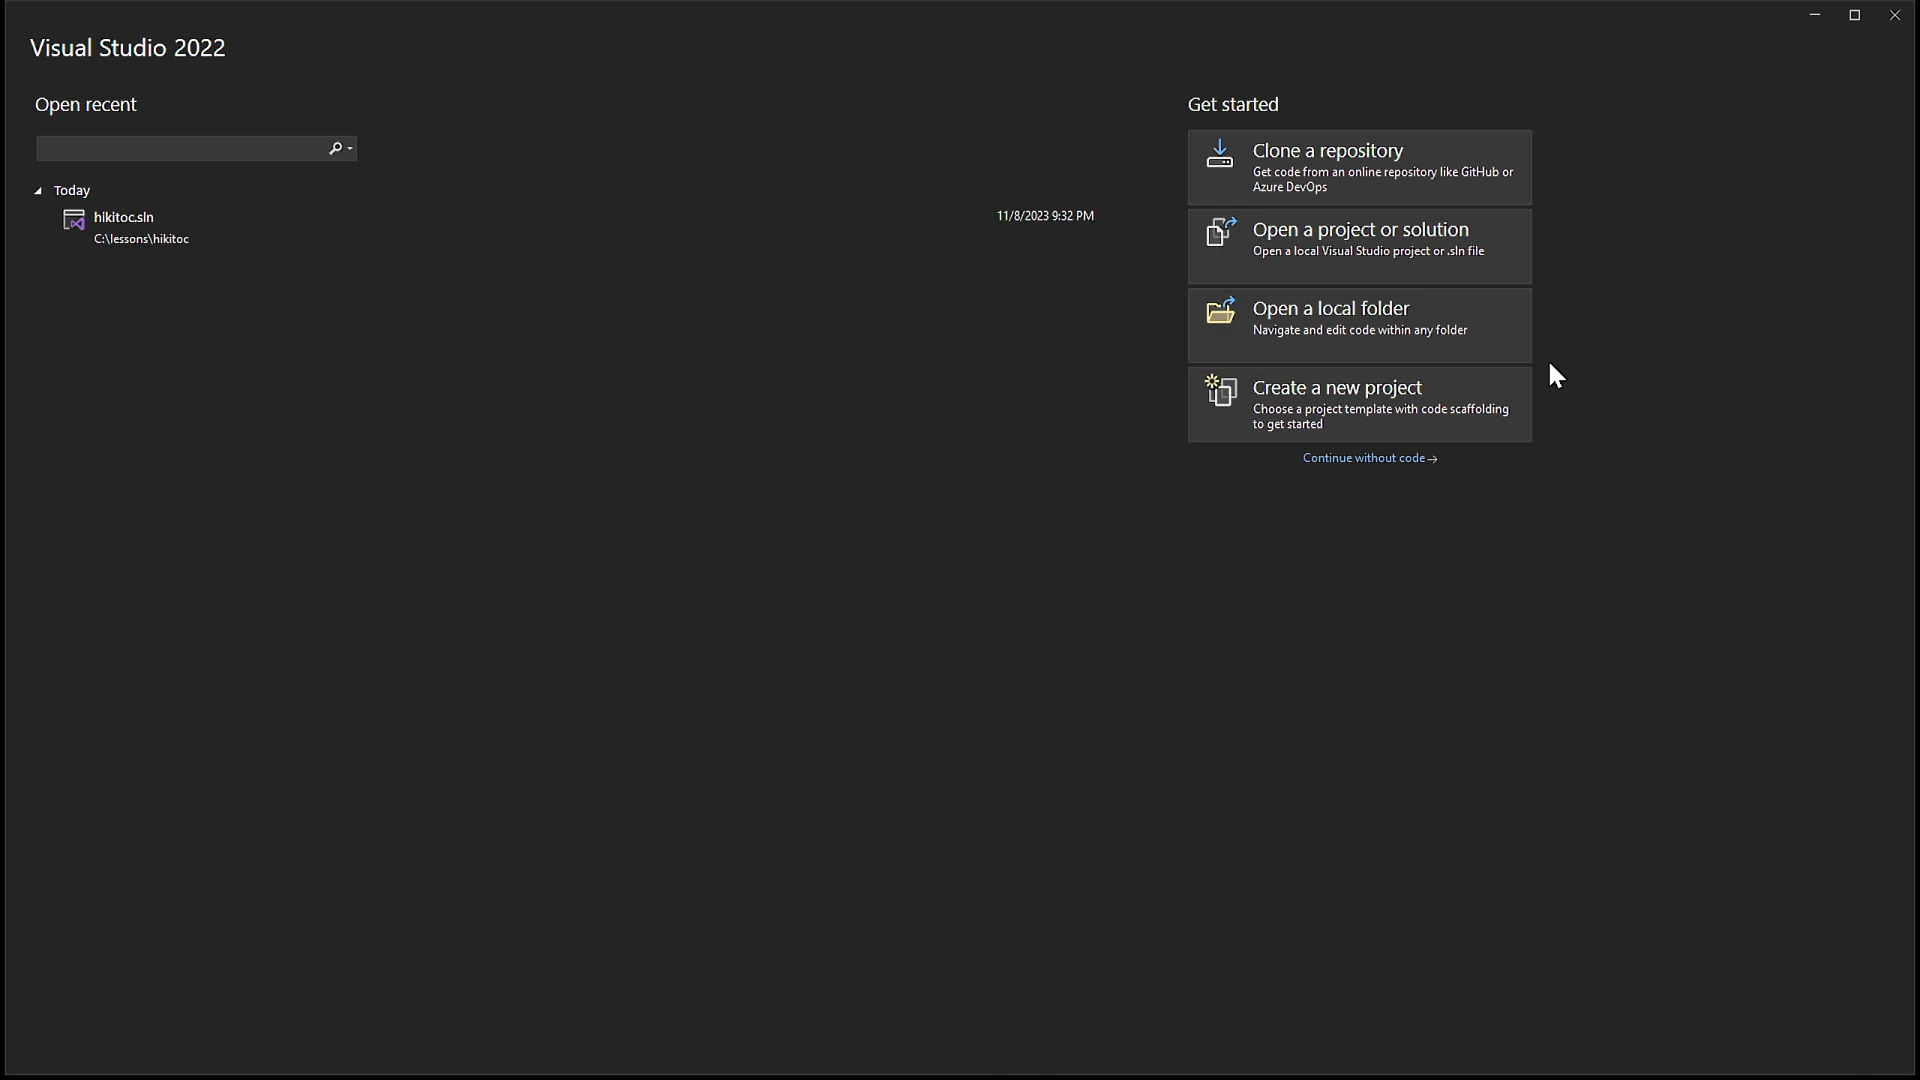 Visual Studio 2022
Open recent
Today
hikitoc.sln
11/8/2023 9:32 PM
C:\lessons\hikitoc
Get started
Clone a repository
Get code from an online repository like GitHub or
Azure DevOps
Open a project or solution
Open a local Visual Studio project or .sln file
Open a local folder
Navigate and edit code within any folder
Create a new project
Choose a project template with code scaffolding
to get started
Continue without code →